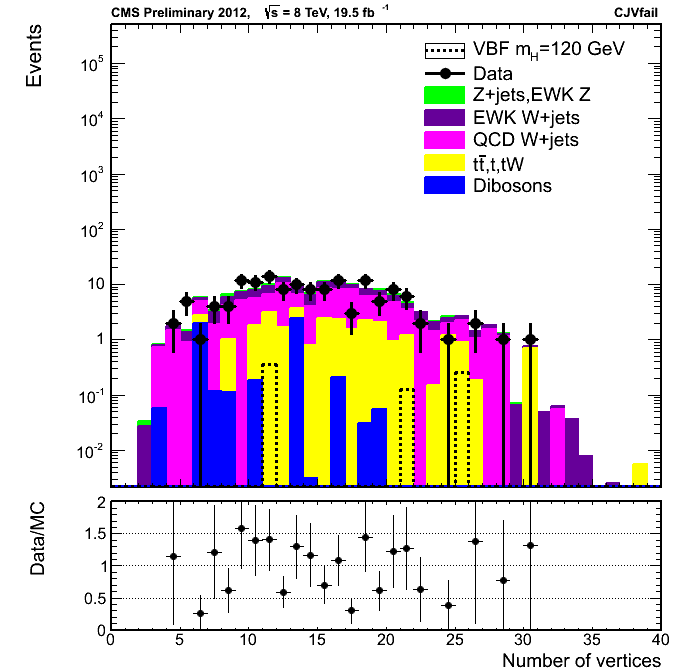 CMS Preliminary 2012, √s = 8 TeV, 19.5 fb⁻¹ CJVfail
Events
10⁵
10⁴
10³
10²
10
1
10⁻¹
10⁻²
VBF m_H=120 GeV
Data
Z+jets,EWK Z
EWK W+jets
QCD W+jets
tt̄,t,tW
Dibosons
Data/MC
2
1.5
1
0.5
0
0 5 10 15 20 25 30 35 40
Number of vertices